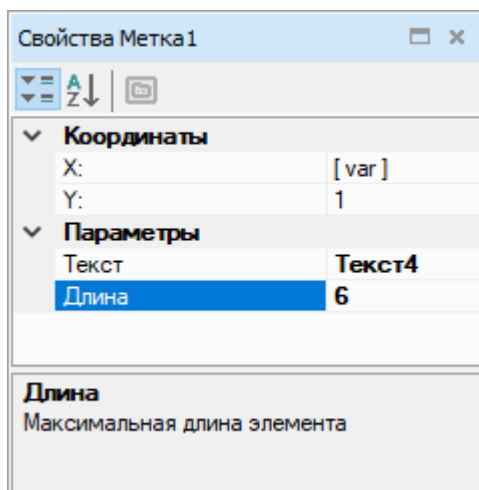 Свойства Метка1
Координаты
X: [ var ]
Y: 1
Параметры
Текст Текст4
Длина 6
Длина
Максимальная длина элемента